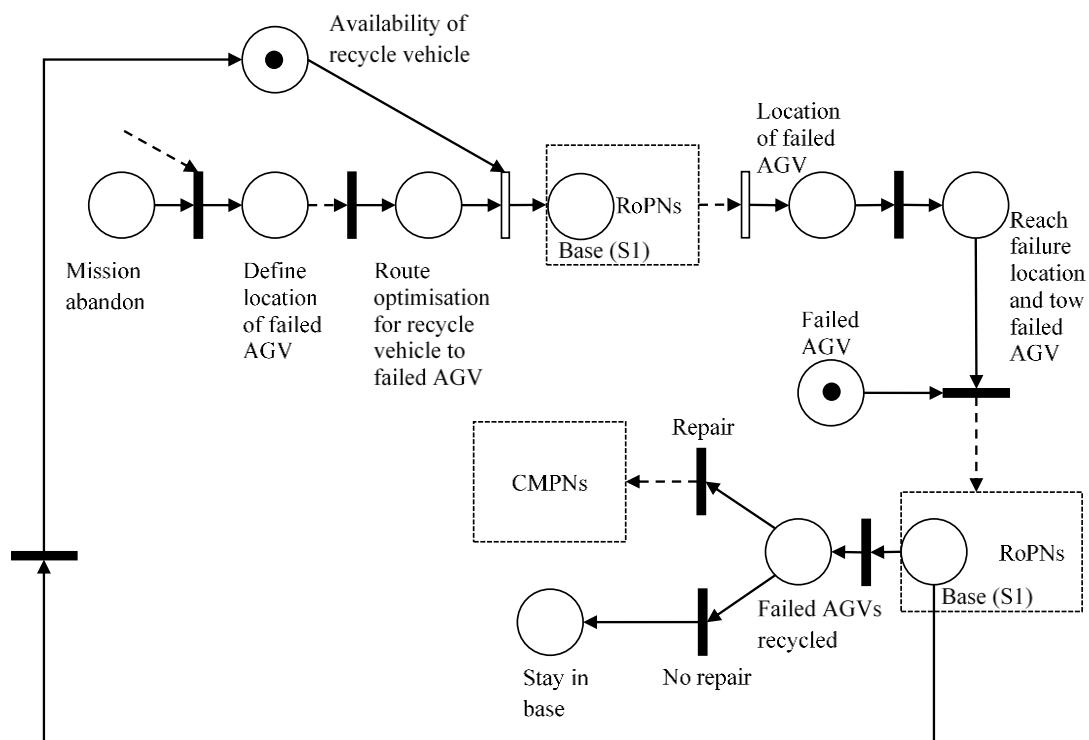 Availability of
recycle vehicle
Mission
abandon
Define
location
of failed
AGV
Route
optimisation
for recycle
vehicle to
failed AGV
RoPNs
Base (S1)
Location
of failed
AGV
Reach
failure
location
and tow
failed
AGV
Failed
AGV
Repair
CMPNs
RoPNs
Base (S1)
Failed AGVs
recycled
Stay in
base
No repair